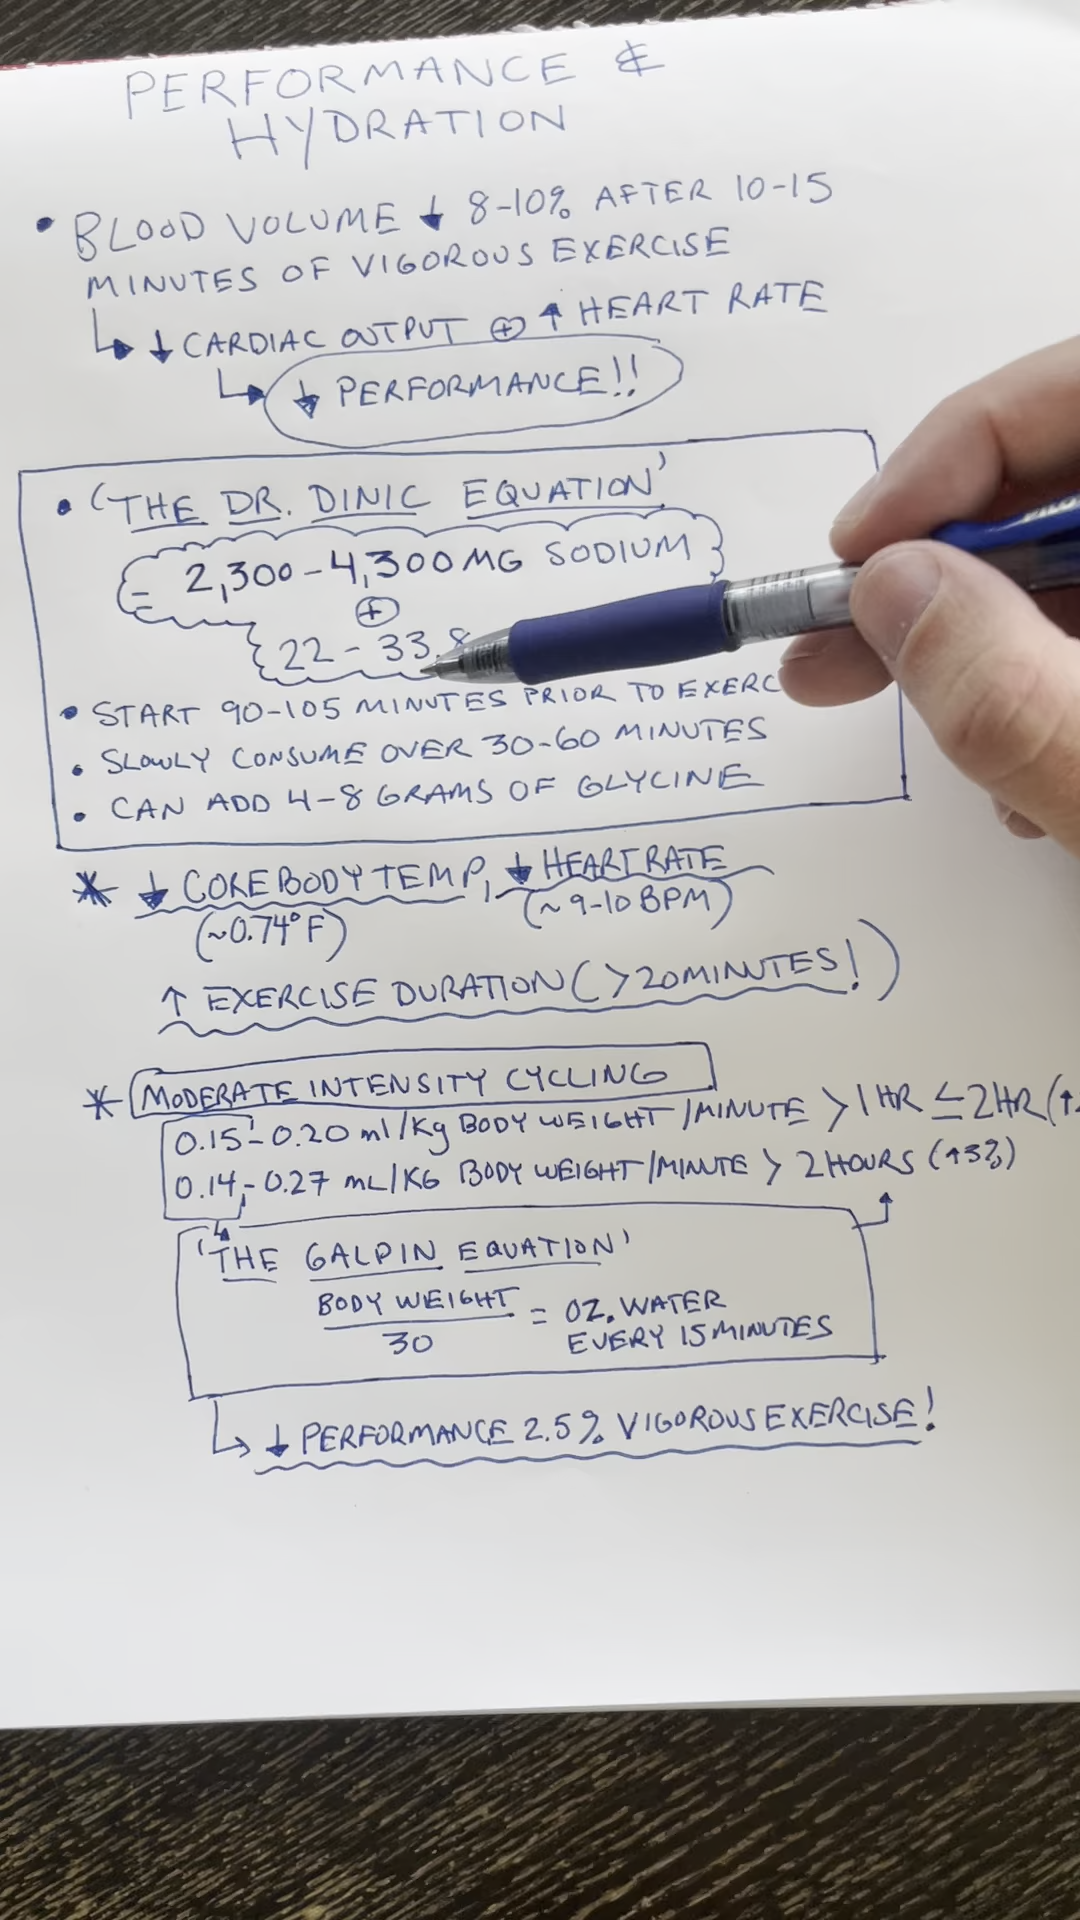 PERFORMANCE &
HYDRATION
• BLOOD VOLUME ↓ 8-10% AFTER 10-15
MINUTES OF VIGOROUS EXERCISE
↳ ↓ CARDIAC OUTPUT ⊕ ↑ HEART RATE
↳ ↓ PERFORMANCE!!
• 'THE DR. DINIC EQUATION'
= 2,300-4,300 MG SODIUM
⊕
22-33.8
• START 90-105 MINUTES PRIOR TO EXERC
• SLOWLY CONSUME OVER 30-60 MINUTES
• CAN ADD 4-8 GRAMS OF GLYCINE
* ↓ CORE BODY TEMP, ↓ HEART RATE
(~0.74°F) (~9-10 BPM)
↑ EXERCISE DURATION (>20 MINUTES!)
* MODERATE INTENSITY CYCLING
0.15-0.20 ml/Kg BODY WEIGHT/MINUTE >1HR ≤2HR (↑
0.14-0.27 mL/KG BODY WEIGHT/MINUTE > 2 HOURS (↑3%)
'THE GALPIN EQUATION'
BODY WEIGHT
30
= OZ. WATER
EVERY 15 MINUTES
↳ ↓ PERFORMANCE 2.5% VIGOROUS EXERCISE!